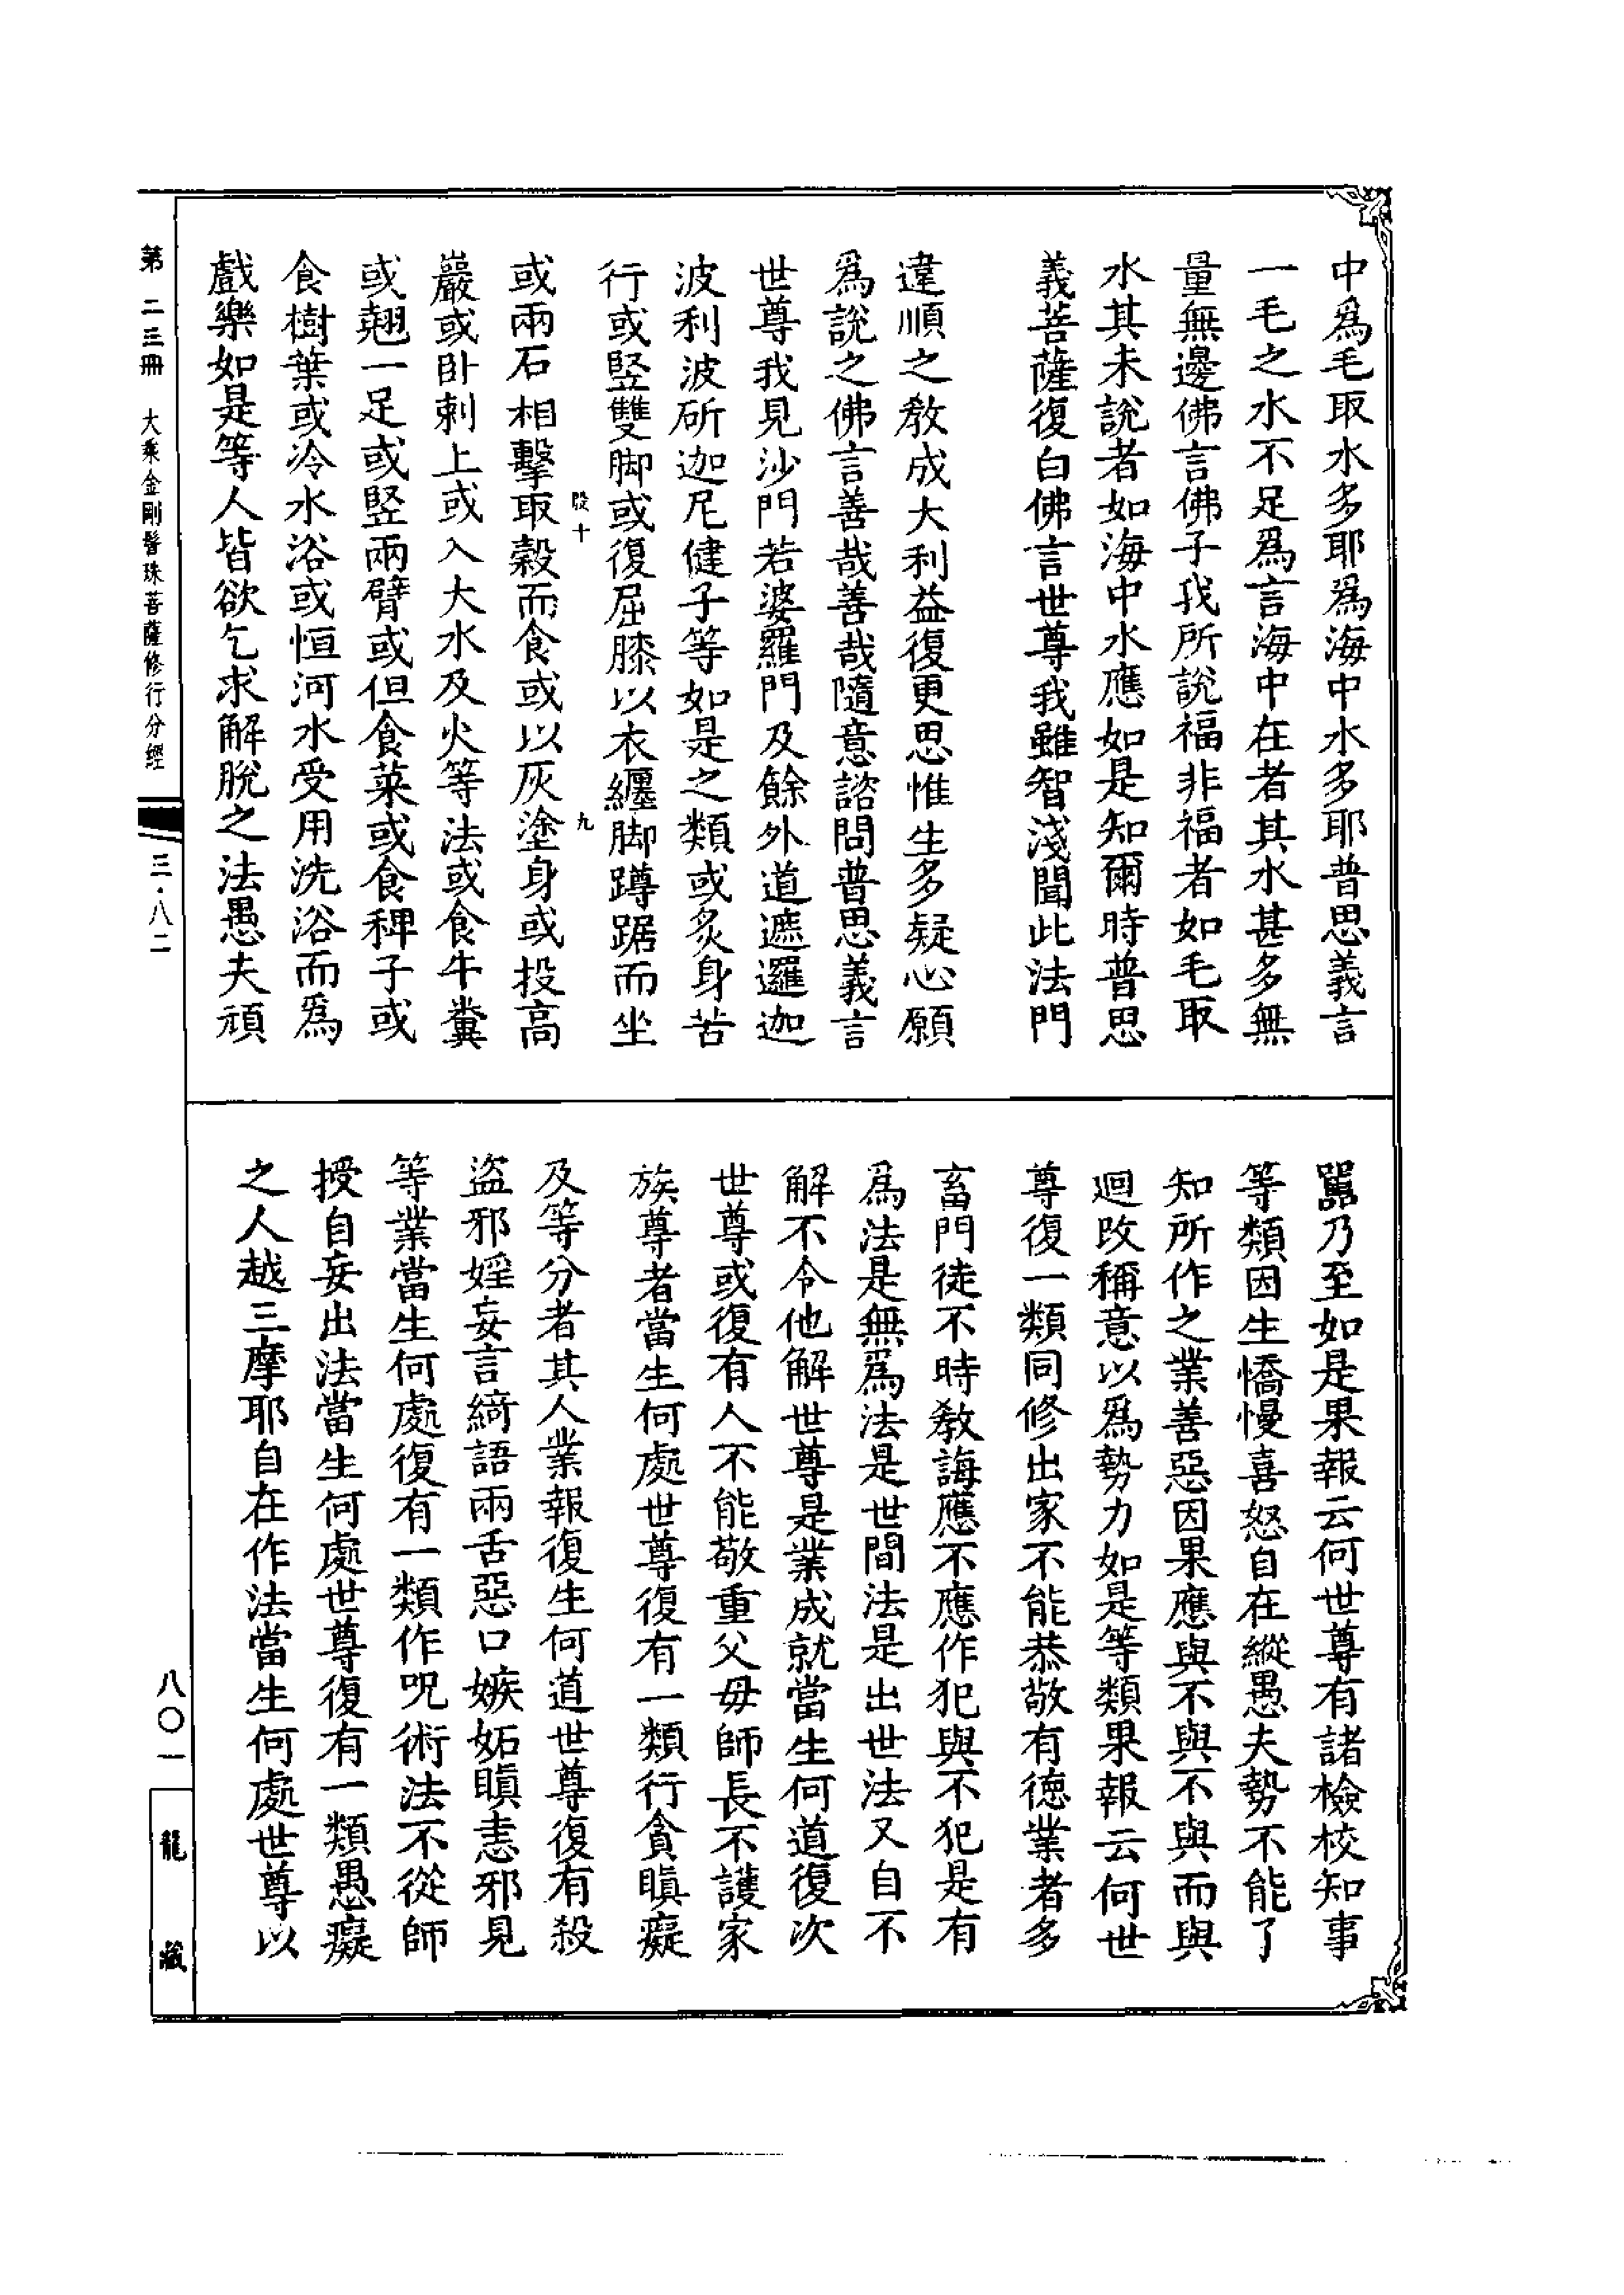 中爲毛取水多耶爲海中水多耶普思義言
一毛之水不足爲言海中在者其水甚多無
量無邊佛言佛子我所說福非福者如毛取
水其未說者如海中水應如是知爾時普思
義菩薩復白佛言世尊我雖智淺聞此法門
違順之教成大利益復更思惟生多疑心願
爲說之佛言善哉善哉隨意諮問普思義言
世尊我見沙門若婆羅門及餘外道遮邏迦
波利波斫迦尼健子等如是之類或炙身苦
行或竪雙脚或復屈膝以衣纏脚蹲踞而坐
殷十 九
或兩石相擊取穀而食或以灰塗身或投高
巖或卧刺上或入大水及火等法或食牛糞
或翹一足或竪兩臂或但食菜或食稗子或
食樹葉或冷水浴或恒河水受用洗浴而爲
戲樂如是等人皆欲乞求解脫之法愚夫頑
嚚乃至如是果報云何世尊有諸檢校知事
等類因生憍慢喜怒自在縱愚夫勢不能了
知所作之業善惡因果應與不與不與而與
迴改稱意以爲勢力如是等類果報云何世
尊復一類同修出家不能恭敬有德業者多
畜門徒不時教誨應不應作犯與不犯是有
爲法是無爲法是世間法是出世法又自不
解不令他解世尊是業成就當生何道復次
世尊或復有人不能敬重父母師長不護家
族尊者當生何處世尊復有一類行貪瞋癡
及等分者其人業報復生何道世尊復有殺
盜邪婬妄言綺語兩舌惡口嫉妬瞋恚邪見
等業當生何處復有一類作呪術法不從師
授自妄出法當生何處世尊復有一類愚癡
之人越三摩耶自在作法當生何處世尊以
第二三冊 大乘金剛髻珠菩薩修行分經
三·八二
八〇一
龍藏